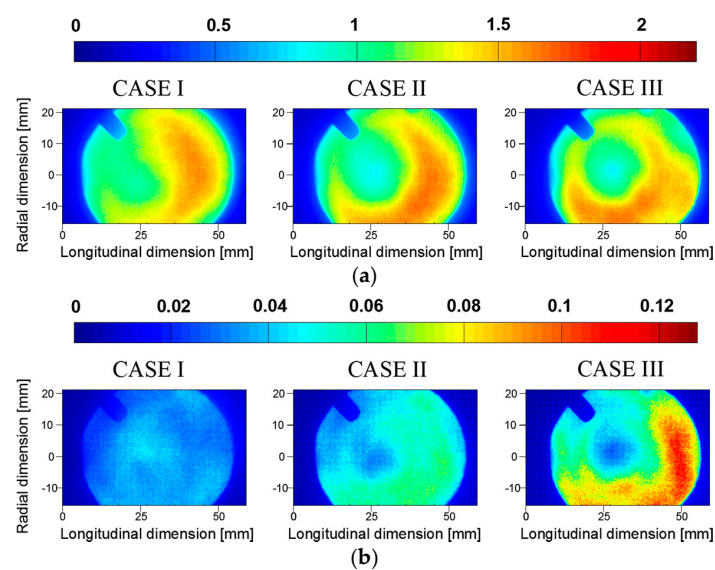 0 0.5 1 1.5 2
CASE I CASE II CASE III
Radial dimension [mm]
20
10
0
-10
0 25 50
Longitudinal dimension [mm]
20
10
0
-10
0 25 50
Longitudinal dimension [mm]
20
10
0
-10
0 25 50
Longitudinal dimension [mm]
(a)
0 0.02 0.04 0.06 0.08 0.1 0.12
CASE I CASE II CASE III
Radial dimension [mm]
20
10
0
-10
0 25 50
Longitudinal dimension [mm]
20
10
0
-10
0 25 50
Longitudinal dimension [mm]
20
10
0
-10
0 25 50
Longitudinal dimension [mm]
(b)